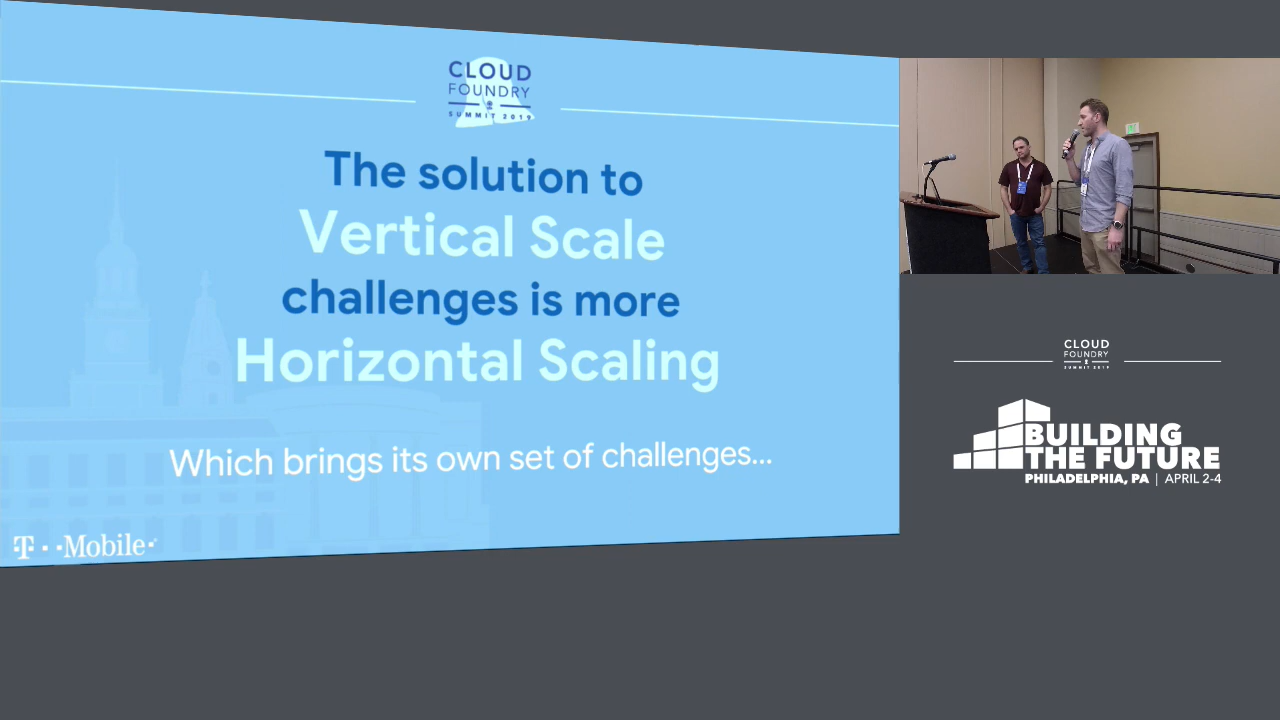 CLOUD
FOUNDRY
SUMMIT 2019
The solution to
Vertical Scale
challenges is more
Horizontal Scaling
Which brings its own set of challenges...
T··Mobile·
CLOUD
FOUNDRY
SUMMIT 2019
BUILDING
THE FUTURE
PHILADELPHIA, PA | APRIL 2-4